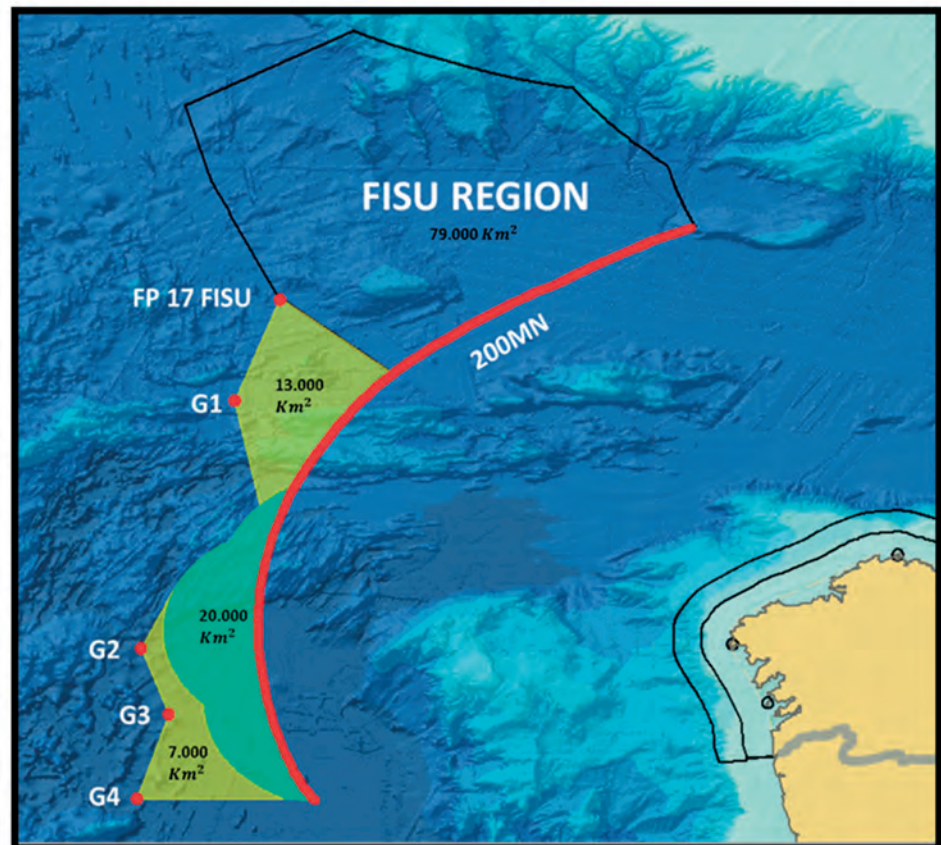 FISU REGION
79.000 Km²
FP 17 FISU
200MN
13.000
Km²
G1
20.000
Km²
G2
G3
7.000
Km²
G4